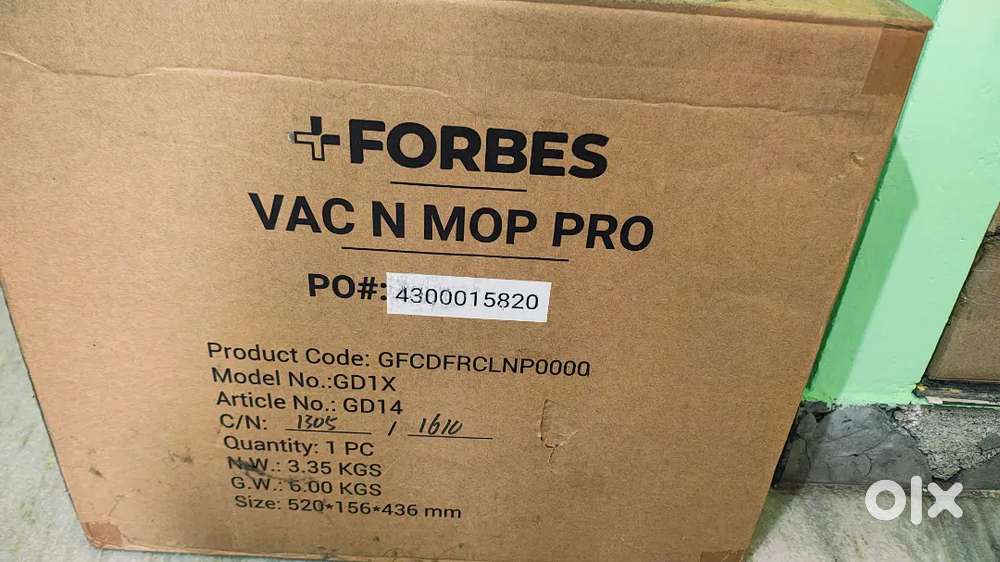 FORBES
VAC N MOP PRO
PO#: 4300015820
Product Code: GFCDFRCLNP0000
Model No.:GD1X
Article No.: GD14
C/N: 1305 / 1610
Quantity: 1 PC
N.W.: 3.35 KGS
G.W.: 6.00 KGS
Size: 520*156*436 mm
olx